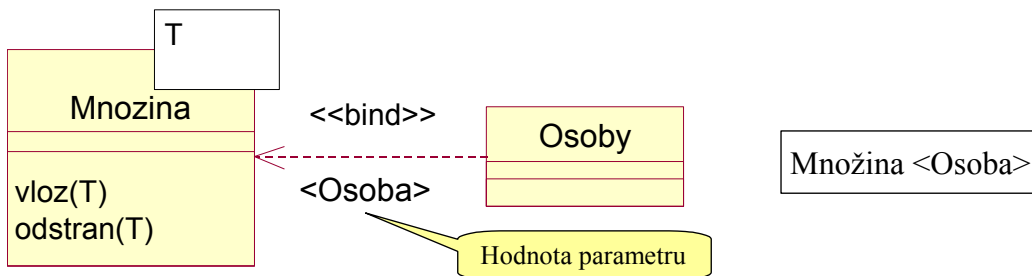 T
Mnozina
vloz(T)
odstran(T)
<<bind>>
<Osoba>
Osoby
Hodnota parametru
Množina <Osoba>